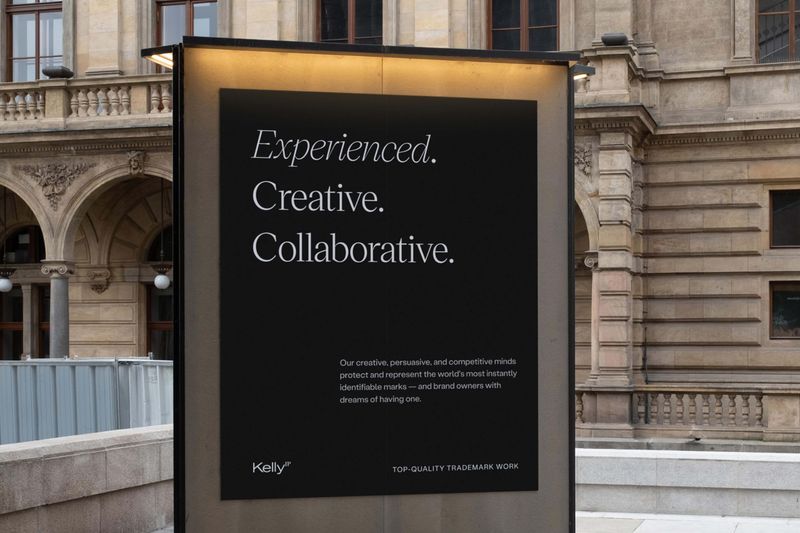 Experienced.
Creative.
Collaborative.
Our creative, persuasive, and competitive minds
protect and represent the world's most instantly
identifiable marks — and brand owners with
dreams of having one.
Kelly IP
TOP-QUALITY TRADEMARK WORK